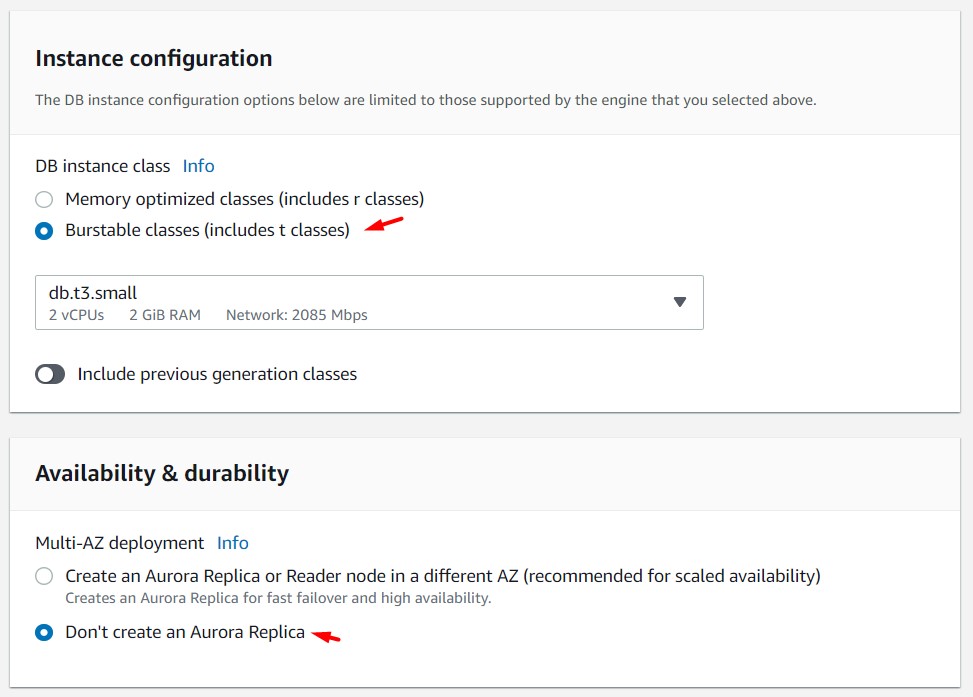 Instance configuration
The DB instance configuration options below are limited to those supported by the engine that you selected above.
DB instance class Info
Memory optimized classes (includes r classes)
Burstable classes (includes t classes)
db.t3.small
2 vCPUs 2 GiB RAM Network: 2085 Mbps
Include previous generation classes
Availability & durability
Multi-AZ deployment Info
Create an Aurora Replica or Reader node in a different AZ (recommended for scaled availability)
Creates an Aurora Replica for fast failover and high availability.
Don't create an Aurora Replica